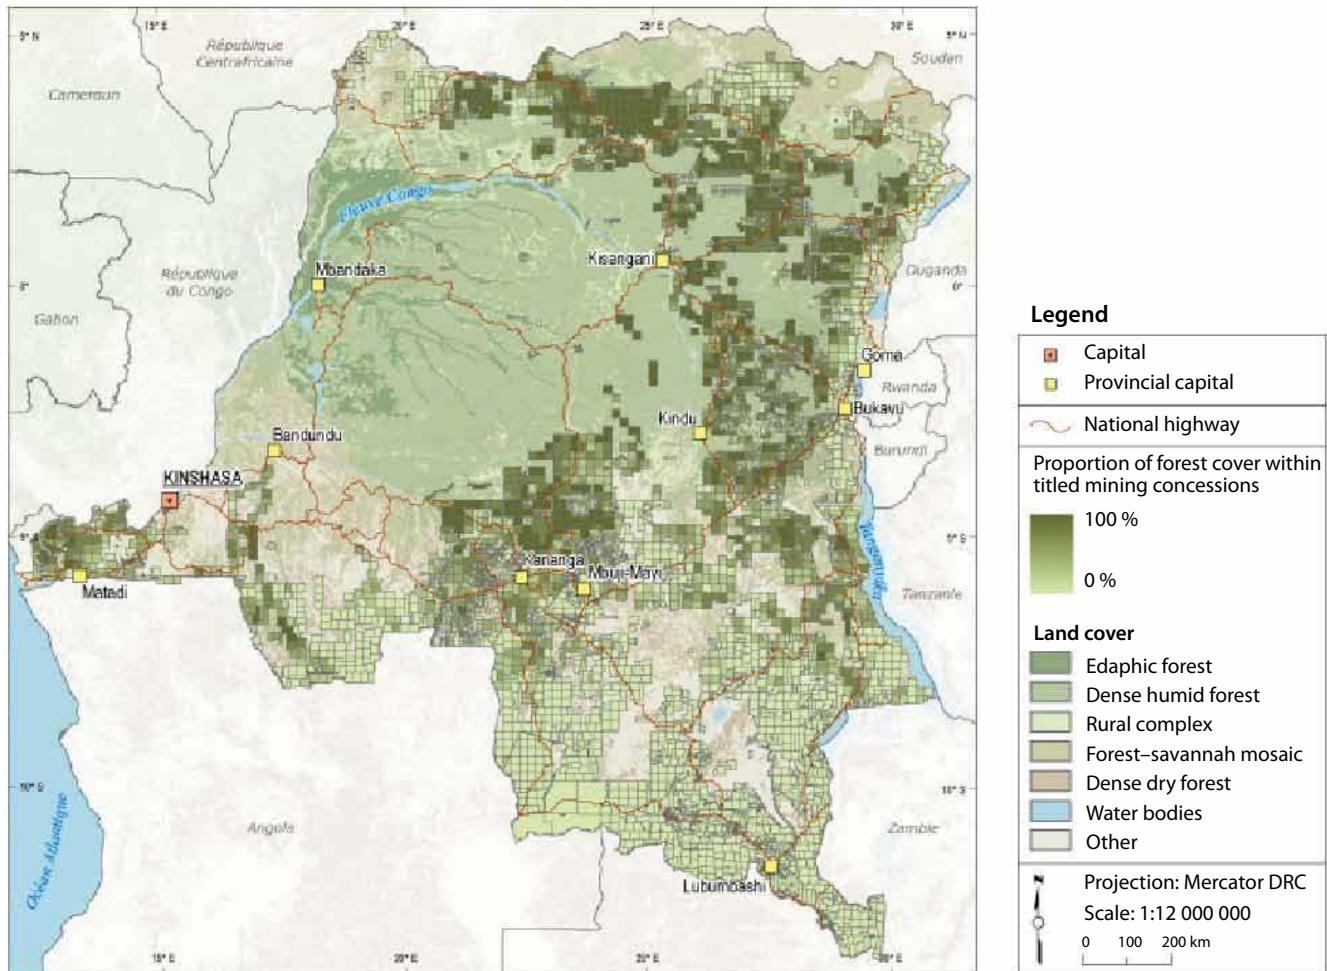 15° E
20° E
25° E
30° E
5° N
5° N
République
Centrafricaine
Soudan
Cameroun
Fleuve Congo
Kisangani
Mbandaka
République
du Congo
Ouganda
0°
0°
Gabon
Goma
Rwanda
Kindu
Bukavu
Bandundu
Burundi
KINSHASA
5° S
5° S
Kananga
Mbuji-Mayi
Matadi
Tanganyika
Tanzanie
10° S
10° S
Angola
Zambie
Océan Atlantique
Lubumbashi
15° E
20° E
25° E
30° E
Legend
Capital
Provincial capital
National highway
Proportion of forest cover within
titled mining concessions
100 %
0 %
Land cover
Edaphic forest
Dense humid forest
Rural complex
Forest–savannah mosaic
Dense dry forest
Water bodies
Other
N
Projection: Mercator DRC
Scale: 1:12 000 000
0 100 200 km